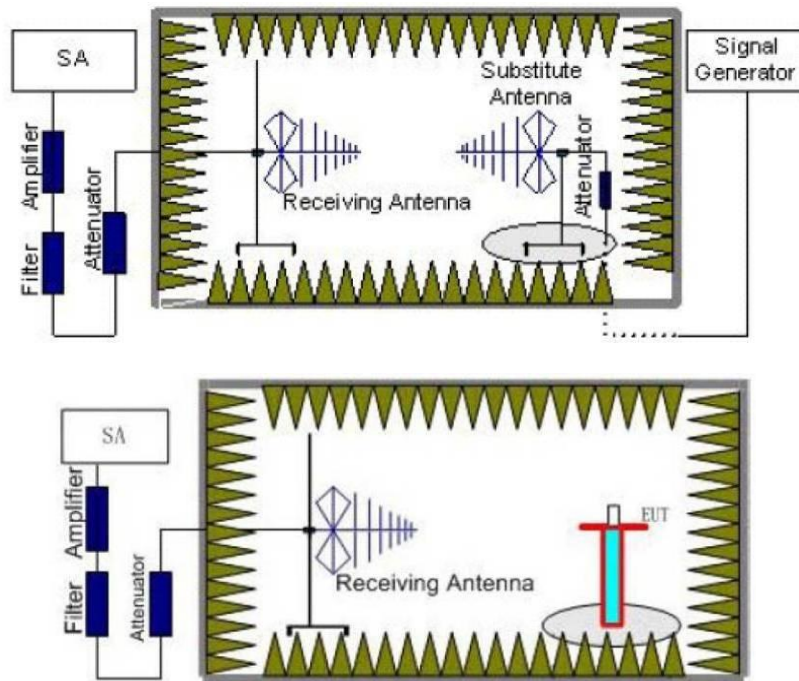 SA
Amplifier
Filter
Attenuator
Receiving Antenna
Substitute
Antenna
Attenuator
Signal
Generator
SA
Amplifier
Filter
Attenuator
Receiving Antenna
EUT